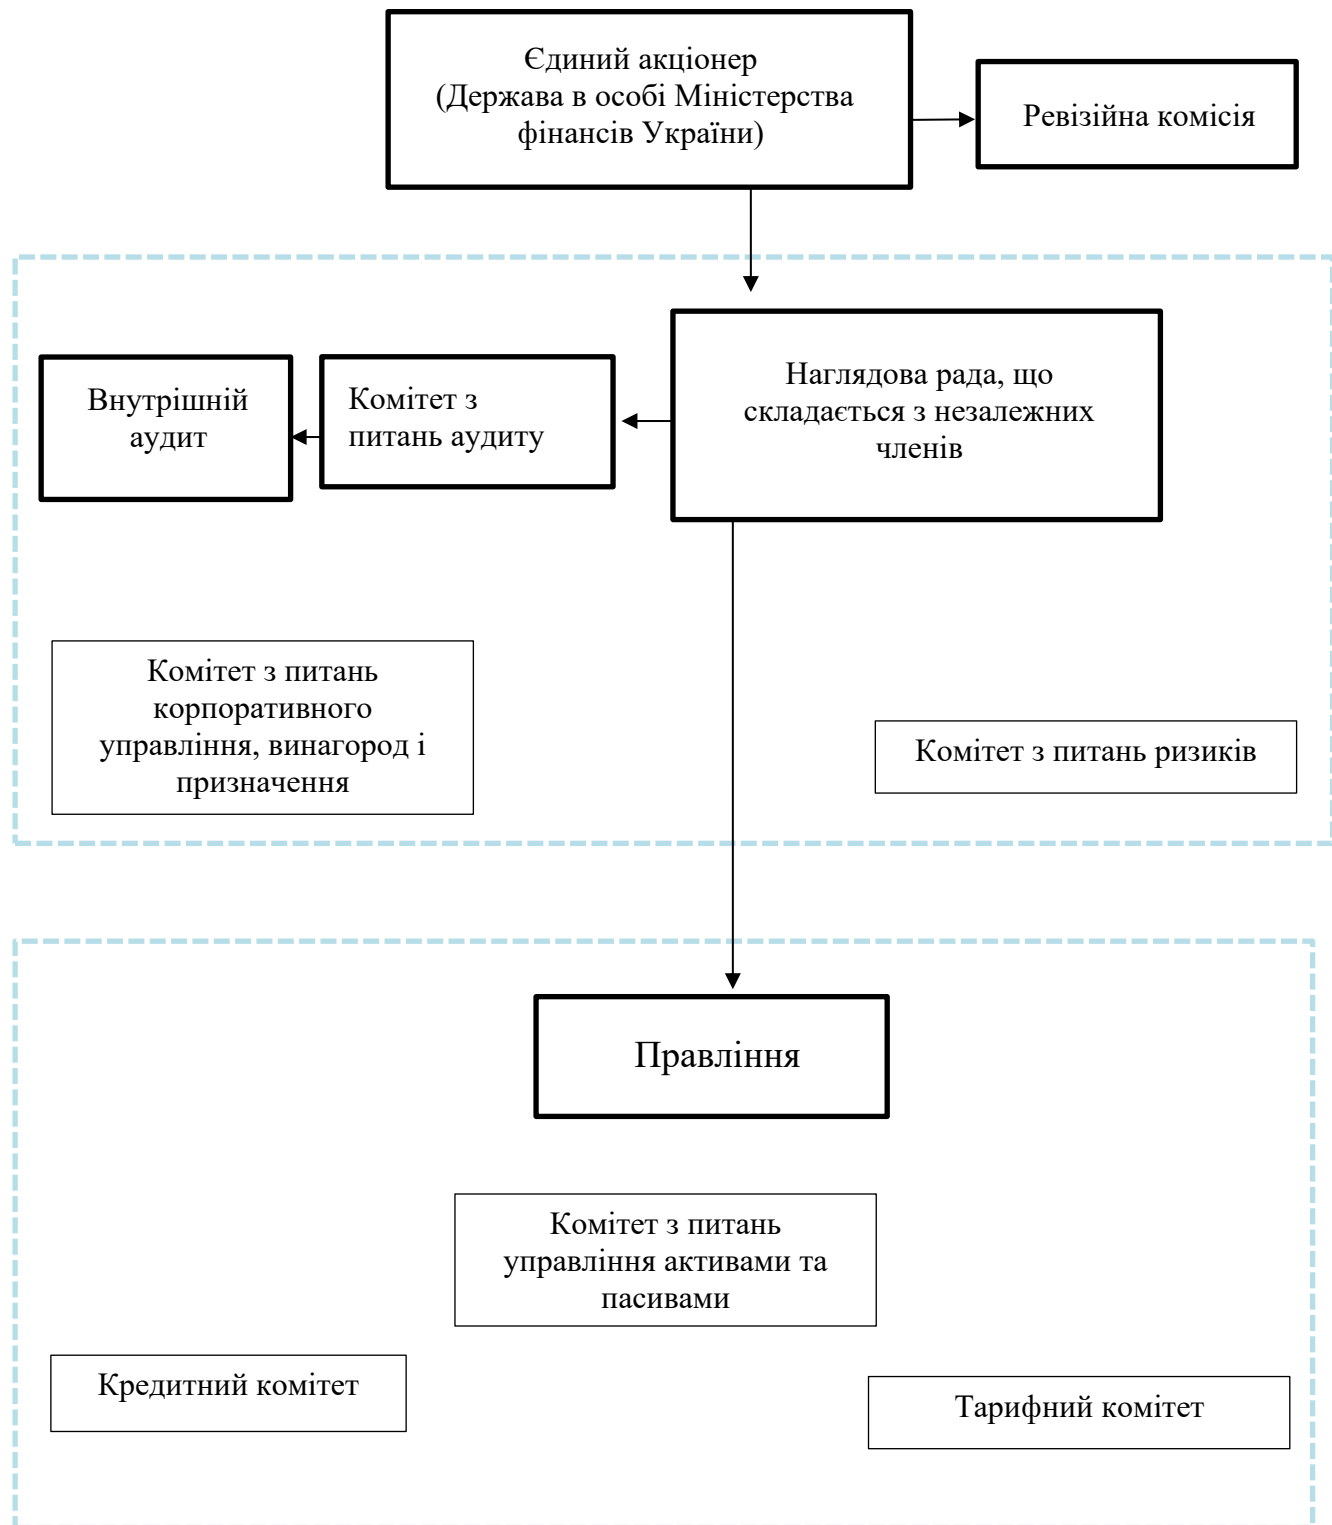 Єдиний акціонер
(Держава в особі Міністерства
фінансів України)
Ревізійна комісія
Внутрішній
аудит
Комітет з
питань аудиту
Наглядова рада, що
складається з незалежних
членів
Комітет з питань
корпоративного
управління, винагород і
призначення
Комітет з питань ризиків
Правління
Комітет з питань
управління активами та
пасивами
Кредитний комітет
Тарифний комітет